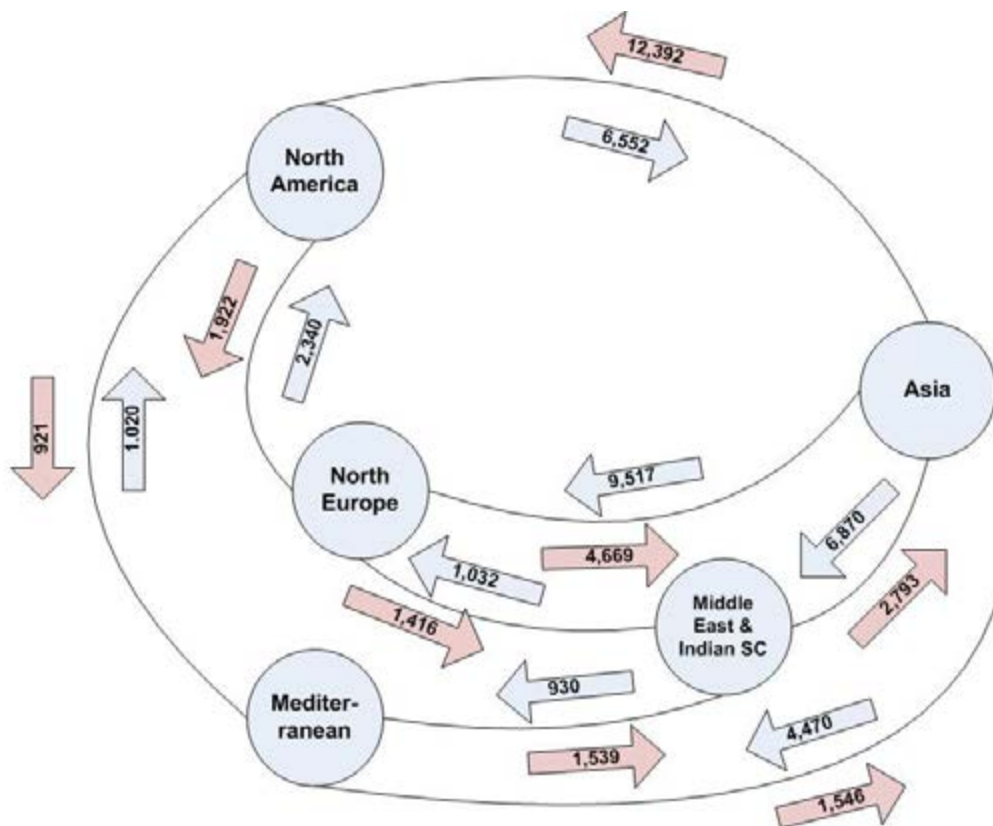 12,392
6,552
North
America
1,922
2,340
921
1.020
Asia
North
Europe
9,517
6,870
4,669
1,032
2,793
1,416
Middle
East &
Indian SC
930
Mediter-
ranean
4,470
1,539
1,546